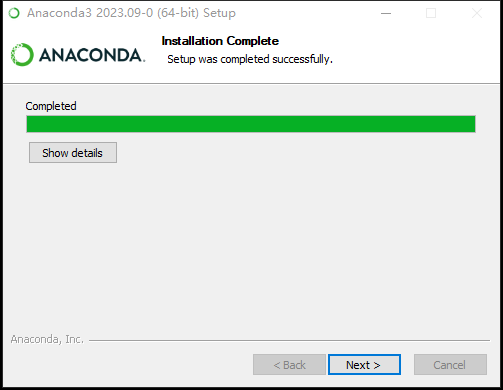 Anaconda3 2023.09-0 (64-bit) Setup
ANACONDA.
Installation Complete
Setup was completed successfully.
Completed
Show details
Anaconda, Inc.
< Back
Next >
Cancel